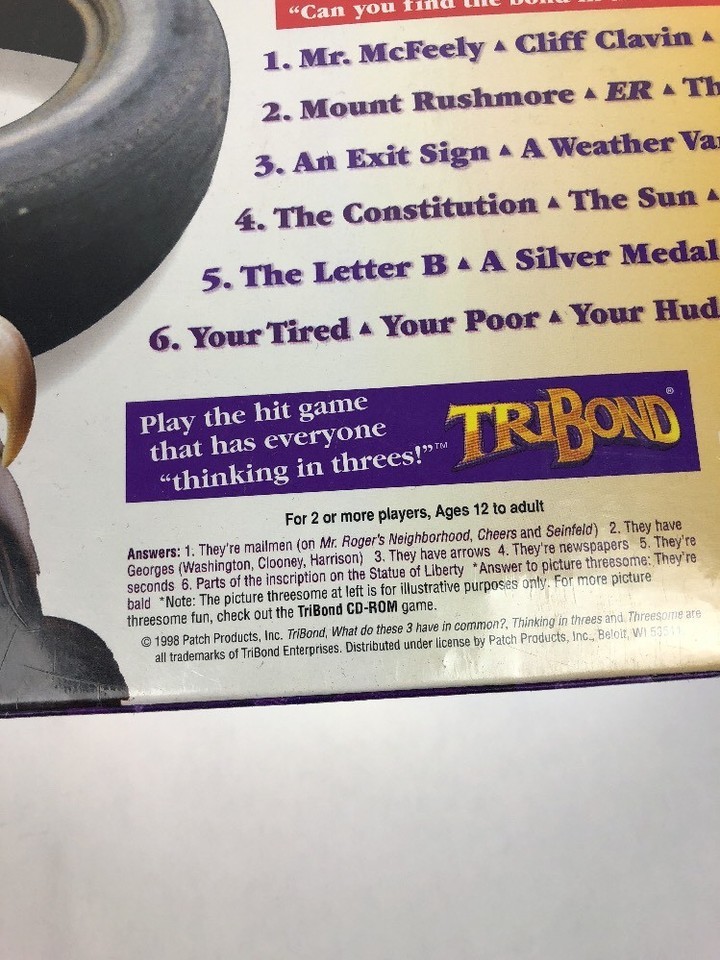 "Can you find the bond in
1. Mr. McFeely ▲ Cliff Clavin ▲
2. Mount Rushmore ▲ ER ▲ Th
3. An Exit Sign ▲ A Weather Va
4. The Constitution ▲ The Sun ▲
5. The Letter B ▲ A Silver Medal
6. Your Tired ▲ Your Poor ▲ Your Hud
Play the hit game
that has everyone
"thinking in threes!"™
TRIBOND®
For 2 or more players, Ages 12 to adult
Answers: 1. They're mailmen (on Mr. Roger's Neighborhood, Cheers and Seinfeld) 2. They have
Georges (Washington, Clooney, Harrison) 3. They have arrows 4. They're newspapers 5. They're
seconds 6. Parts of the inscription on the Statue of Liberty *Answer to picture threesome: They're
bald *Note: The picture threesome at left is for illustrative purposes only. For more picture
threesome fun, check out the TriBond CD-ROM game.
© 1998 Patch Products, Inc. TriBond, What do these 3 have in common?, Thinking in threes and Threesome are
all trademarks of TriBond Enterprises. Distributed under license by Patch Products, Inc., Beloit, WI 53511